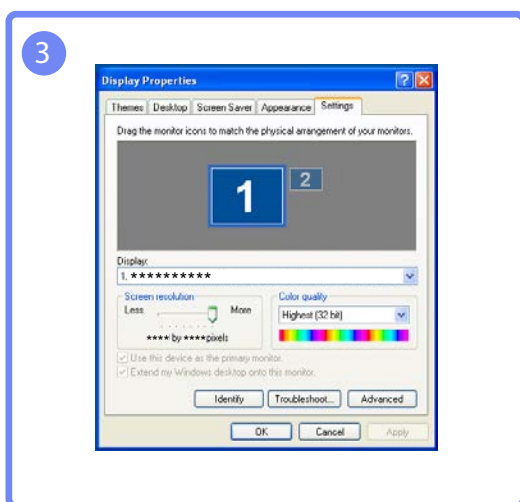 3
Display Properties
Themes Desktop Screen Saver Appearance Settings
Drag the monitor icons to match the physical arrangement of your monitors.
1 2
Display:
1, **********
Screen resolution Color quality
Less More Highest (32 bit)
**** by ****pixels
Use this device as the primary monitor.
Extend my Windows desktop onto this monitor.
Identify Troubleshoot... Advanced
OK Cancel Apply